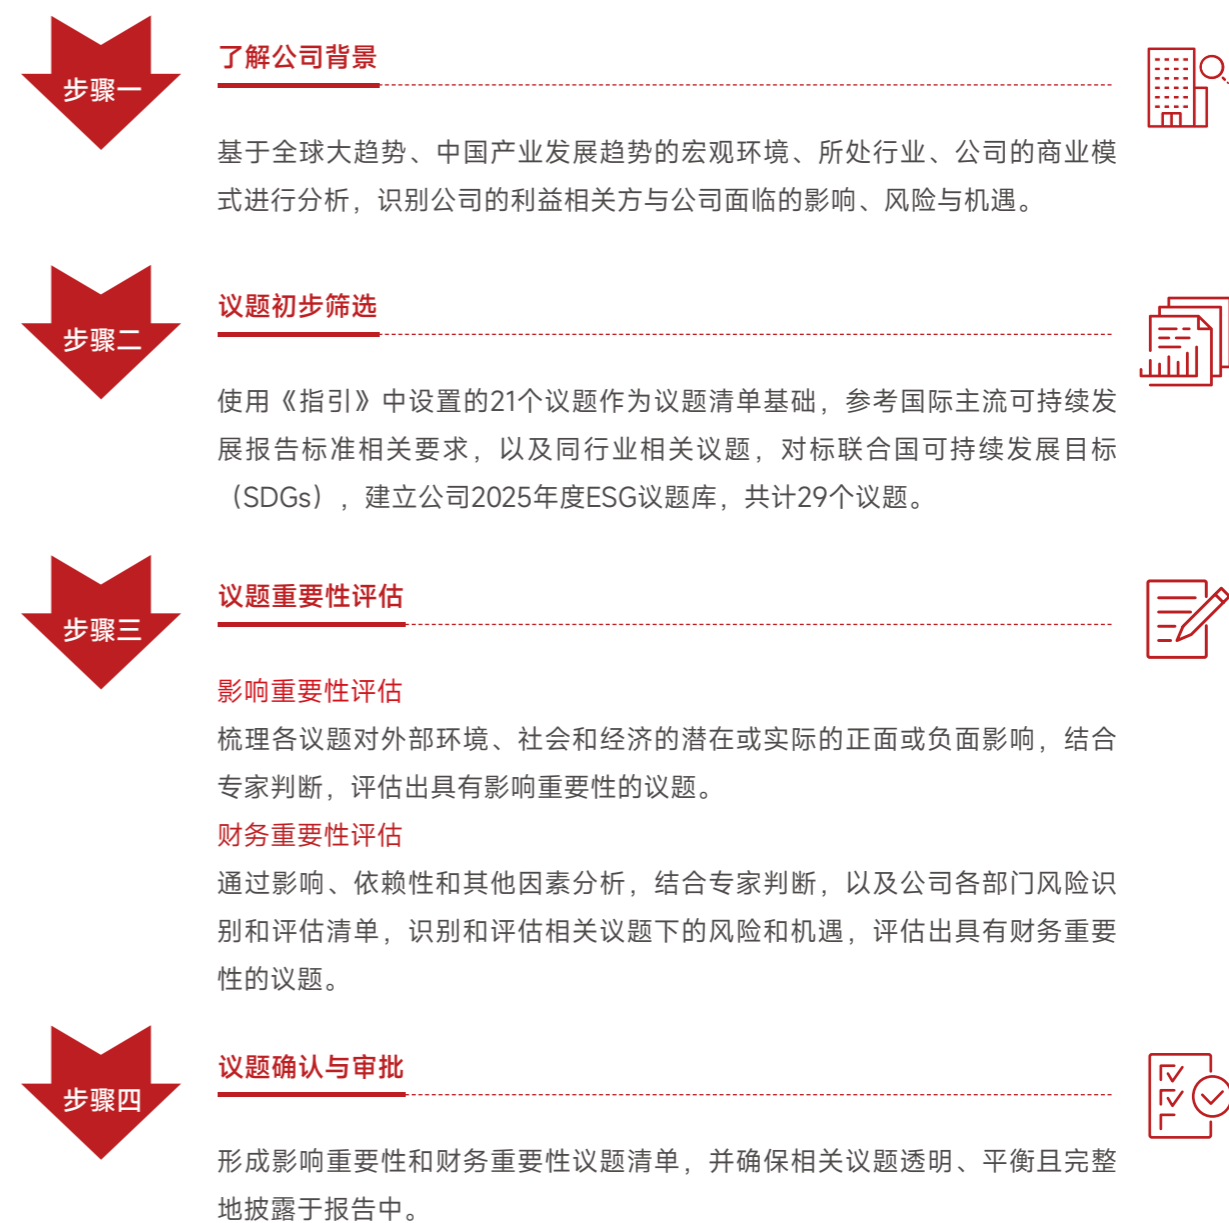 步骤一
了解公司背景
基于全球大趋势、中国产业发展趋势的宏观环境、所处行业、公司的商业模
式进行分析，识别公司的利益相关方与公司面临的影响、风险与机遇。
步骤二
议题初步筛选
使用《指引》中设置的21个议题作为议题清单基础，参考国际主流可持续发
展报告标准相关要求，以及同行业相关议题，对标联合国可持续发展目标
（SDGs），建立公司2025年度ESG议题库，共计29个议题。
步骤三
议题重要性评估
影响重要性评估
梳理各议题对外部环境、社会和经济的潜在或实际的正面或负面影响，结合
专家判断，评估出具有影响重要性的议题。
财务重要性评估
通过影响、依赖性和其他因素分析，结合专家判断，以及公司各部门风险识
别和评估清单，识别和评估相关议题下的风险和机遇，评估出具有财务重要
性的议题。
步骤四
议题确认与审批
形成影响重要性和财务重要性议题清单，并确保相关议题透明、平衡且完整
地披露于报告中。